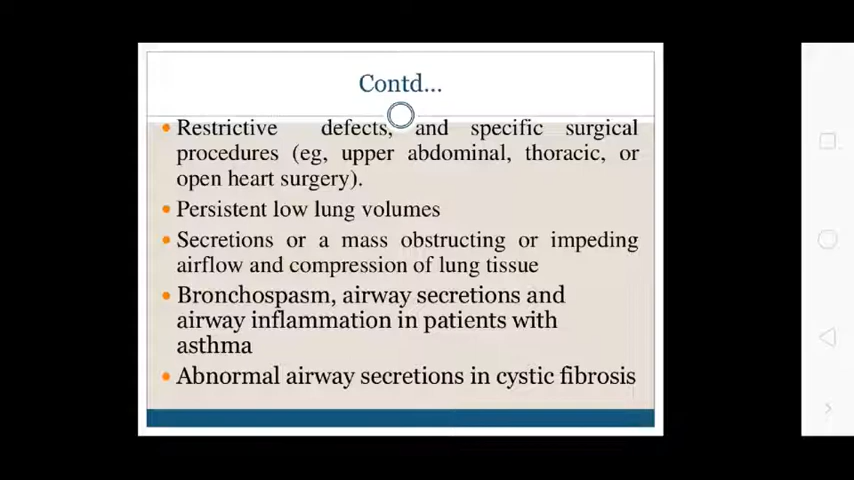 Contd...
• Restrictive defects, and specific surgical
procedures (eg, upper abdominal, thoracic, or
open heart surgery).
• Persistent low lung volumes
• Secretions or a mass obstructing or impeding
airflow and compression of lung tissue
• Bronchospasm, airway secretions and
airway inflammation in patients with
asthma
• Abnormal airway secretions in cystic fibrosis